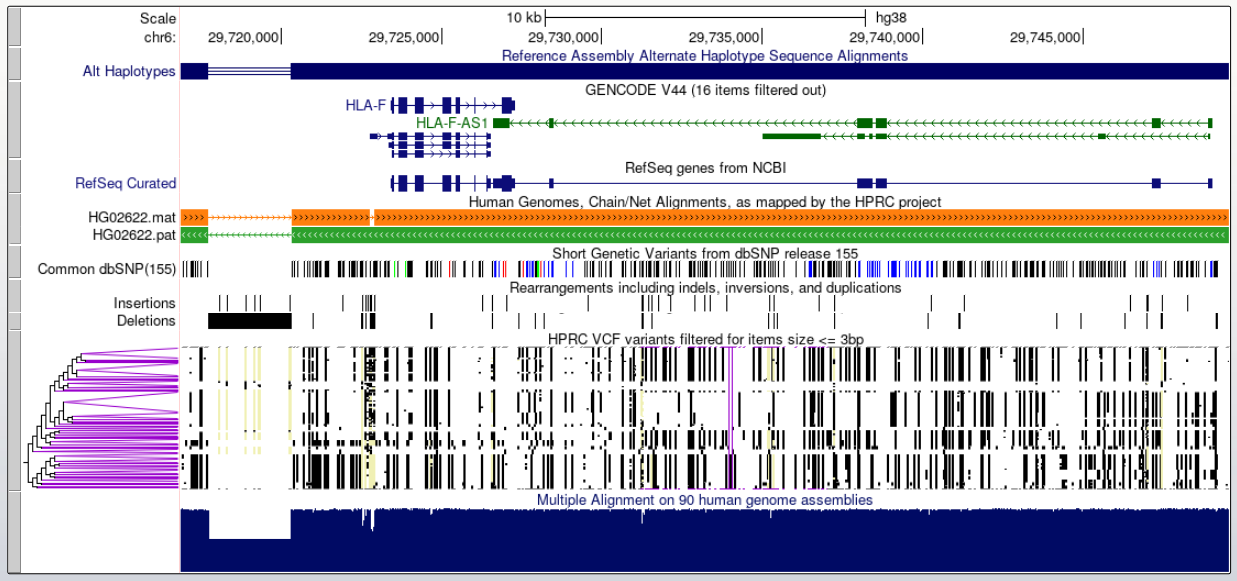 Scale 10 kb hg38
chr6: 29,720,000 29,725,000 29,730,000 29,735,000 29,740,000 29,745,000
Reference Assembly Alternate Haplotype Sequence Alignments
Alt Haplotypes
GENCODE V44 (16 items filtered out)
HLA-F
HLA-F-AS1
RefSeq genes from NCBI
RefSeq Curated
Human Genomes, Chain/Net Alignments, as mapped by the HPRC project
HG02622.mat
HG02622.pat
Short Genetic Variants from dbSNP release 155
Common dbSNP(155)
Rearrangements including indels, inversions, and duplications
Insertions
Deletions
HPRC VCF variants filtered for items size <= 3bp
Multiple Alignment on 90 human genome assemblies